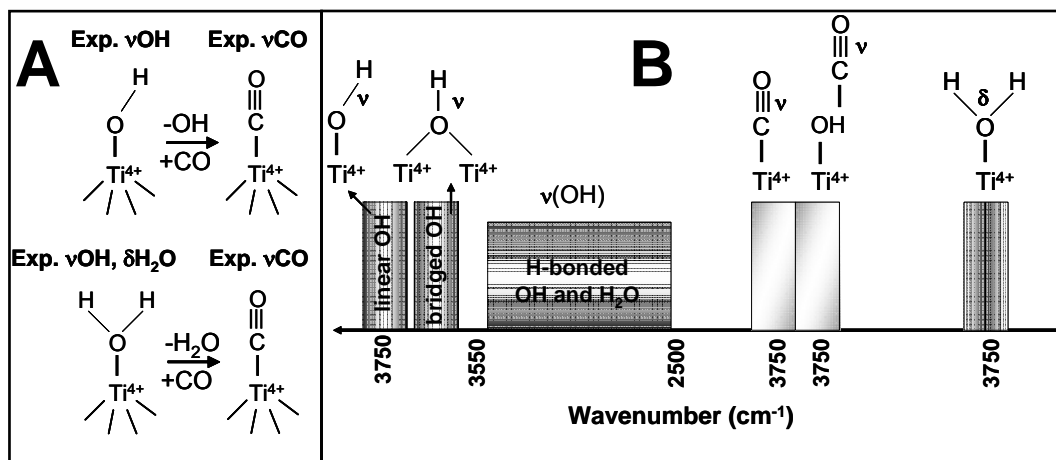 A
Exp. νOH
Exp. νCO
H
O
Ti4+
-OH
+CO
O
C
Ti4+
Exp. νOH, δH2O
Exp. νCO
H H
O
Ti4+
-H2O
+CO
O
C
Ti4+
B
H
ν
O
Ti4+
H
ν
O
Ti4+ Ti4+
ν(OH)
O
ν
C
Ti4+
O
ν
C
OH
Ti4+
H H
δ
O
Ti4+
linear OH
bridged OH
H-bonded
OH and H2O
3750
3550
2500
3750
3750
3750
Wavenumber (cm-1)